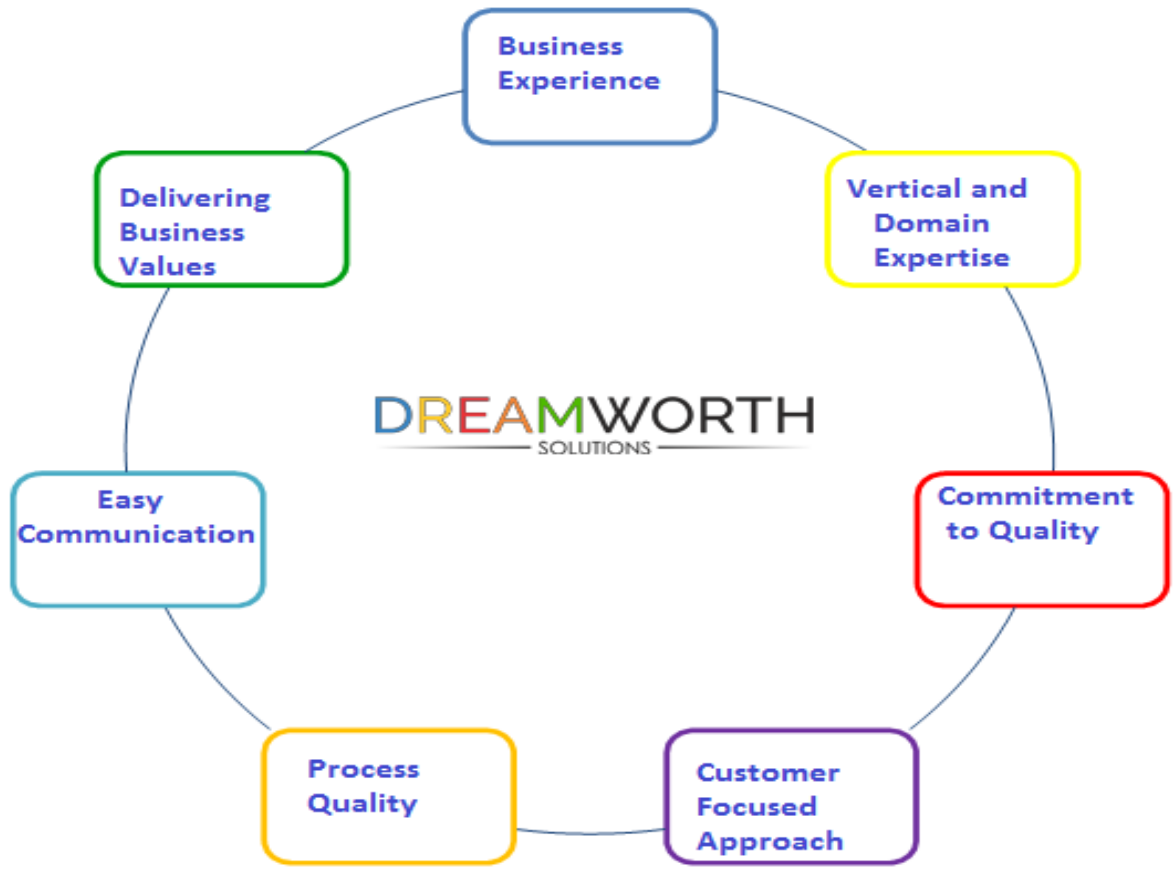 Business
Experience
Vertical and
Domain
Expertise
Commitment
to Quality
Customer
Focused
Approach
Process
Quality
Easy
Communication
Delivering
Business
Values
DREAMWORTH
SOLUTIONS